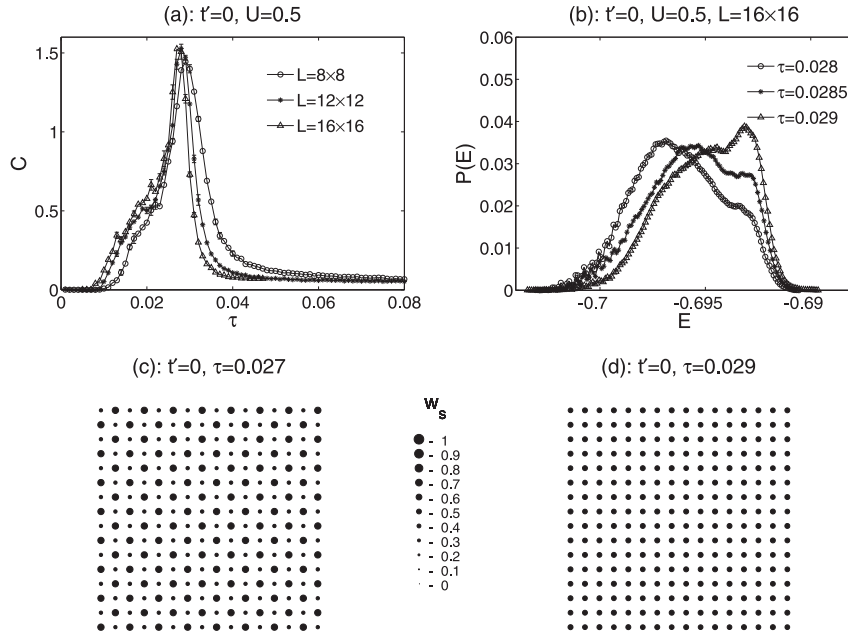 (a): t'=0, U=0.5
(b): t'=0, U=0.5, L=16×16
1.5
1
0.5
0
C
0
0.02
0.04
0.06
0.08
τ
L=8×8
L=12×12
L=16×16
0.06
0.05
0.04
0.03
0.02
0.01
0
P(E)
-0.7
-0.695
-0.69
E
τ=0.028
τ=0.0285
τ=0.029
(c): t'=0, τ=0.027
(d): t'=0, τ=0.029
w_s
- 1
- 0.9
- 0.8
- 0.7
- 0.6
- 0.5
- 0.4
- 0.3
- 0.2
- 0.1
- 0